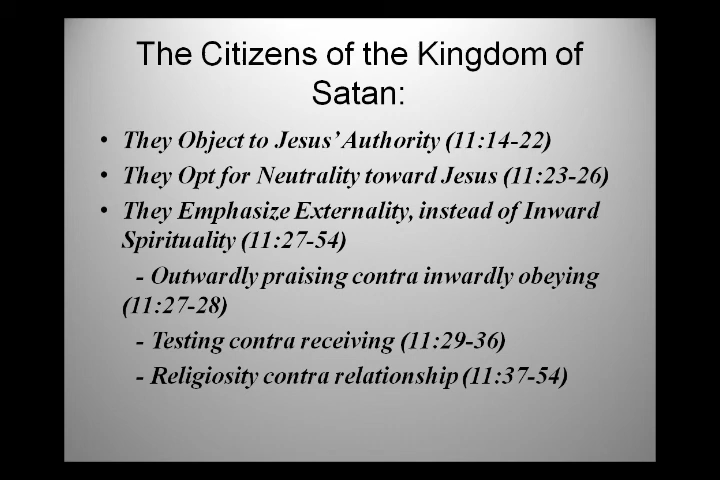 The Citizens of the Kingdom of
Satan:
• They Object to Jesus’ Authority (11:14-22)
• They Opt for Neutrality toward Jesus (11:23-26)
• They Emphasize Externality, instead of Inward
Spirituality (11:27-54)
- Outwardly praising contra inwardly obeying
(11:27-28)
- Testing contra receiving (11:29-36)
- Religiosity contra relationship (11:37-54)